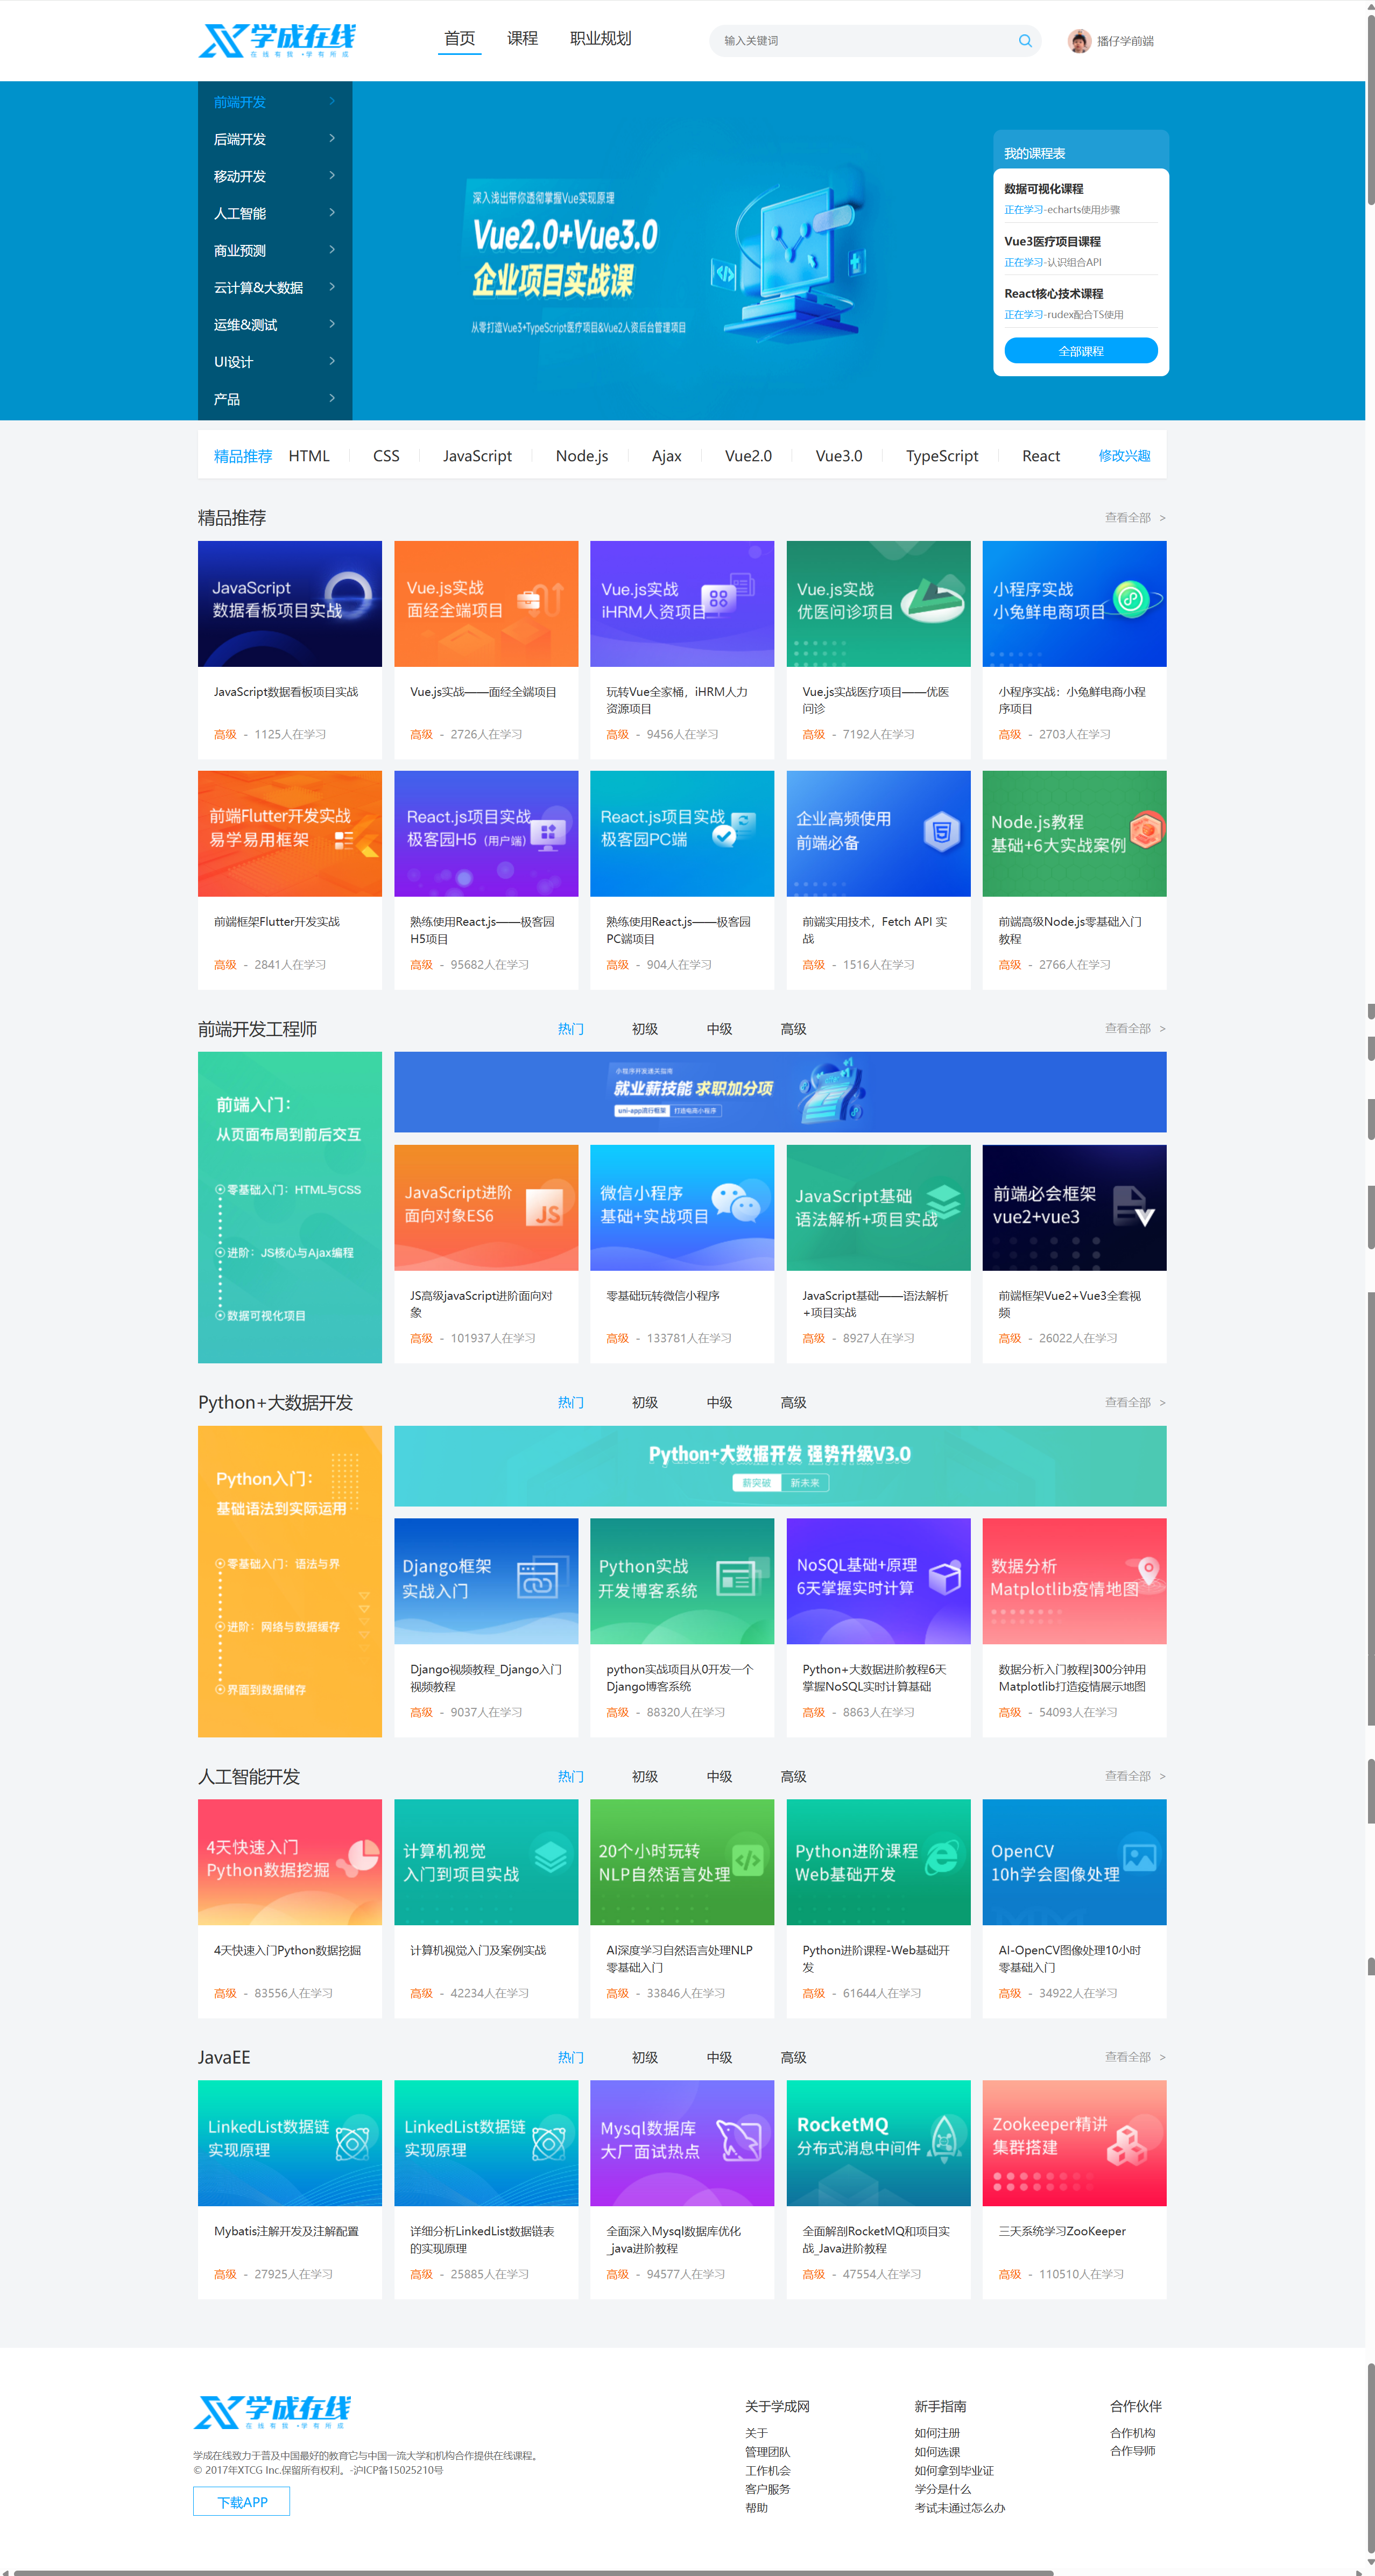 学成在线
在线有我·学有所成
首页 课程 职业规划
输入关键词
播仔学前端
前端开发
后端开发
移动开发
人工智能
商业预测
云计算&大数据
运维&测试
UI设计
产品
深入浅出带你透彻掌握Vue实现原理
Vue2.0+Vue3.0
企业项目实战课
从零打造Vue3+TypeScript医疗项目&Vue2人资后台管理项目
我的课程表
数据可视化课程
正在学习-echarts使用步骤
Vue3医疗项目课程
正在学习-认识组合API
React核心技术课程
正在学习-rudex配合TS使用
全部课程
精品推荐 HTML CSS JavaScript Node.js Ajax Vue2.0 Vue3.0 TypeScript React 修改兴趣
精品推荐
查看全部 >
JavaScript
数据看板项目实战
JavaScript数据看板项目实战
高级 - 1125人在学习
Vue.js实战
面经全端项目
Vue.js实战——面经全端项目
高级 - 2726人在学习
Vue.js实战
iHRM人资项目
玩转Vue全家桶，iHRM人力
资源项目
高级 - 9456人在学习
Vue.js实战
优医问诊项目
Vue.js实战医疗项目——优医
问诊
高级 - 7192人在学习
小程序实战
小兔鲜电商项目
小程序实战：小兔鲜电商小程
序项目
高级 - 2703人在学习
前端Flutter开发实战
易学易用框架
前端框架Flutter开发实战
高级 - 2841人在学习
React.js项目实战
极客园H5（用户端）
熟练使用React.js——极客园
H5项目
高级 - 95682人在学习
React.js项目实战
极客园PC端
熟练使用React.js——极客园
PC端项目
高级 - 904人在学习
企业高频使用
前端必备
前端实用技术，Fetch API 实
战
高级 - 1516人在学习
Node.js教程
基础+6大实战案例
前端高级Node.js零基础入门
教程
高级 - 2766人在学习
前端开发工程师
热门 初级 中级 高级
查看全部 >
前端入门：
从页面布局到前后交互
零基础入门：HTML与CSS
进阶：JS核心与Ajax编程
数据可视化项目
小程序开发通关指南
就业薪技能 求职加分项
uni-app流行框架 打造电商小程序
JavaScript进阶
面向对象ES6
JS
JS高级javaScript进阶面向对
象
高级 - 101937人在学习
微信小程序
基础+实战项目
零基础玩转微信小程序
高级 - 133781人在学习
JavaScript基础
语法解析+项目实战
JavaScript基础——语法解析
+项目实战
高级 - 8927人在学习
前端必会框架
vue2+vue3
前端框架Vue2+Vue3全套视
频
高级 - 26022人在学习
Python+大数据开发
热门 初级 中级 高级
查看全部 >
Python入门：
基础语法到实际运用
零基础入门：语法与界
进阶：网络与数据缓存
界面到数据储存
Python+大数据开发 强势升级V3.0
薪突破 新未来
Django框架
实战入门
Django视频教程_Django入门
视频教程
高级 - 9037人在学习
Python实战
开发博客系统
python实战项目从0开发一个
Django博客系统
高级 - 88320人在学习
NoSQL基础+原理
6天掌握实时计算
Python+大数据进阶教程6天
掌握NoSQL实时计算基础
高级 - 8863人在学习
数据分析
Matplotlib疫情地图
数据分析入门教程|300分钟用
Matplotlib打造疫情展示地图
高级 - 54093人在学习
人工智能开发
热门 初级 中级 高级
查看全部 >
4天快速入门
Python数据挖掘
4天快速入门Python数据挖掘
高级 - 83556人在学习
计算机视觉
入门到项目实战
计算机视觉入门及案例实战
高级 - 42234人在学习
20个小时玩转
NLP自然语言处理
AI深度学习自然语言处理NLP
零基础入门
高级 - 33846人在学习
Python进阶课程
Web基础开发
Python进阶课程-Web基础开
发
高级 - 61644人在学习
OpenCV
10h学会图像处理
AI-OpenCV图像处理10小时
零基础入门
高级 - 34922人在学习
JavaEE
热门 初级 中级 高级
查看全部 >
LinkedList数据链
实现原理
Mybatis注解开发及注解配置
高级 - 27925人在学习
LinkedList数据链
实现原理
详细分析LinkedList数据链表
的实现原理
高级 - 25885人在学习
Mysql数据库
大厂面试热点
全面深入Mysql数据库优化
_java进阶教程
高级 - 94577人在学习
RocketMQ
分布式消息中间件
全面解剖RocketMQ和项目实
战_Java进阶教程
高级 - 47554人在学习
Zookeeper精讲
集群搭建
三天系统学习ZooKeeper
高级 - 110510人在学习
学成在线
在线有我·学有所成
学成在线致力于普及中国最好的教育它与中国一流大学和机构合作提供在线课程。
© 2017年XTCG Inc.保留所有权利。-沪ICP备15025210号
下载APP
关于学成网
关于
管理团队
工作机会
客户服务
帮助
新手指南
如何注册
如何选课
如何拿到毕业证
学分是什么
考试未通过怎么办
合作伙伴
合作机构
合作导师